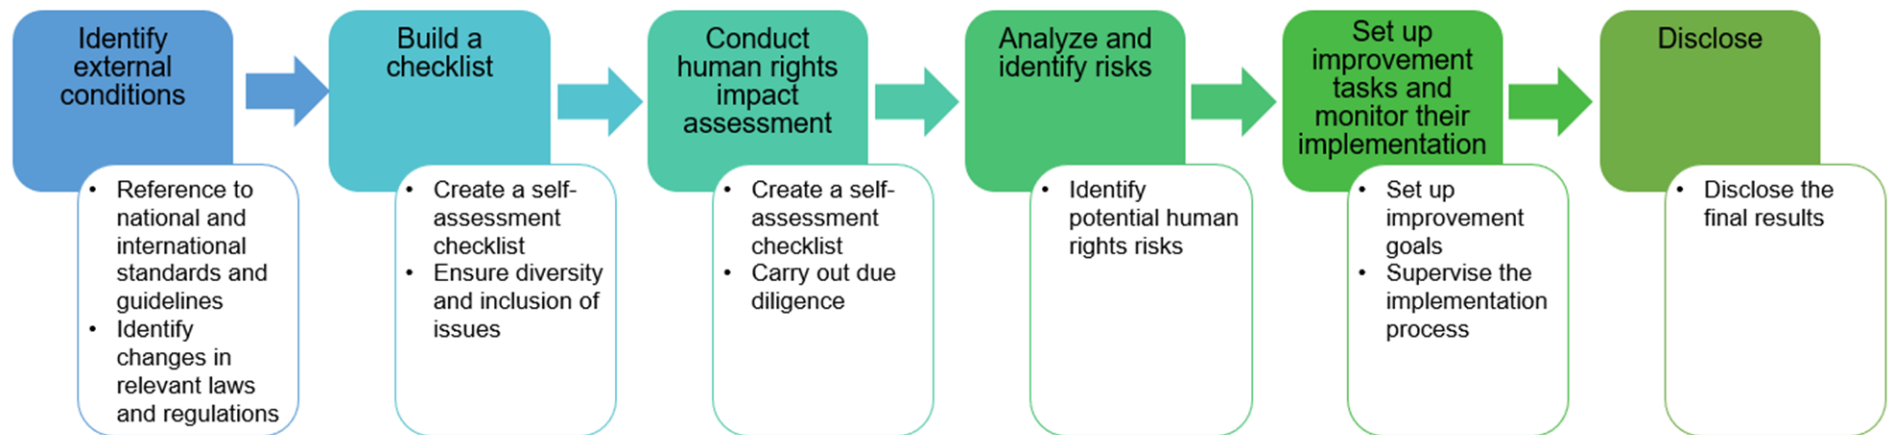 Identify
external
conditions
• Reference to
national and
international
standards and
guidelines
• Identify
changes in
relevant laws
and regulations
Build a
checklist
• Create a self-
assessment
checklist
• Ensure diversity
and inclusion of
issues
Conduct
human rights
impact
assessment
• Create a self-
assessment
checklist
• Carry out due
diligence
Analyze and
identify risks
• Identify
potential human
rights risks
Set up
improvement
tasks and
monitor their
implementation
• Set up
improvement
goals
• Supervise the
implementation
process
Disclose
• Disclose the
final results